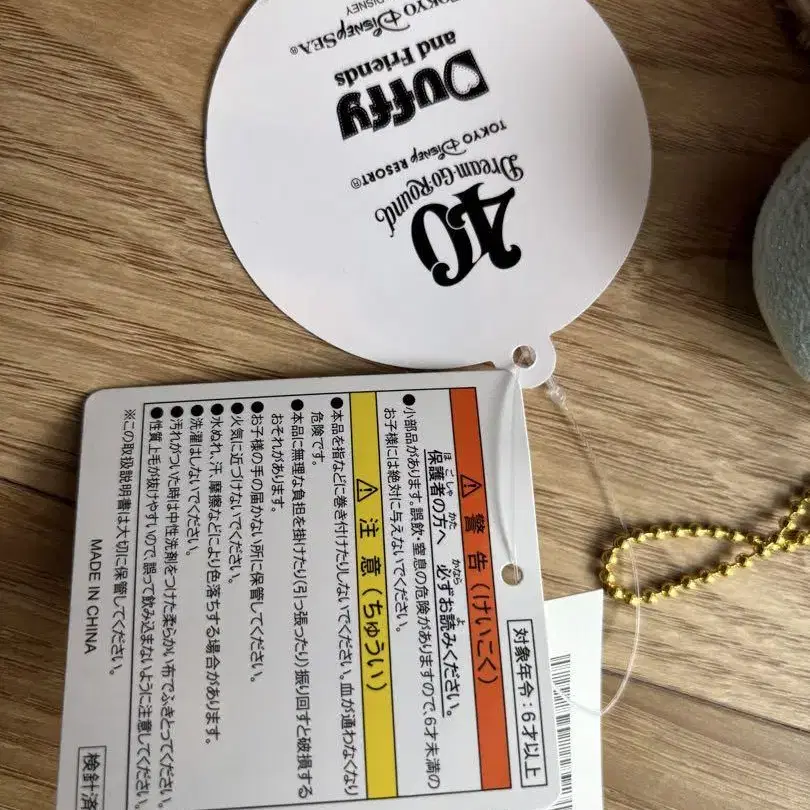 TOKYO DisneySEA®
DISNEY
Duffy
and Friends
TOKYO Disney RESORT®
Dream-Go-Round
40
対象年令：6才以上
⚠ 警告（けいこく）
保護者の方へ 必ずお読みください。
ほごしゃ かた かなら よ
●小部品があります。誤飲・窒息の危険がありますので、6才未満の
お子様には絶対に与えないでください。
⚠ 注意（ちゅうい）
●本品を指などに巻き付けたりしないでください。血が通わなくなり
危険です。
●本品に無理な負担を掛けたり（引っ張ったり）振り回すと破損する
おそれがあります。
●お子様の手の届かない所に保管してください。
●火気に近づけないでください。
●水ぬれ、汗、摩擦などにより色落ちする場合があります。
●洗濯はしないでください。
●汚れがついた時は中性洗剤をつけた柔らかい布でふきとってください。
●性質上毛が抜けやすいので、誤って飲み込まないように注意してください。
※この取扱説明書は大切に保管してください。
MADE IN CHINA
検針済